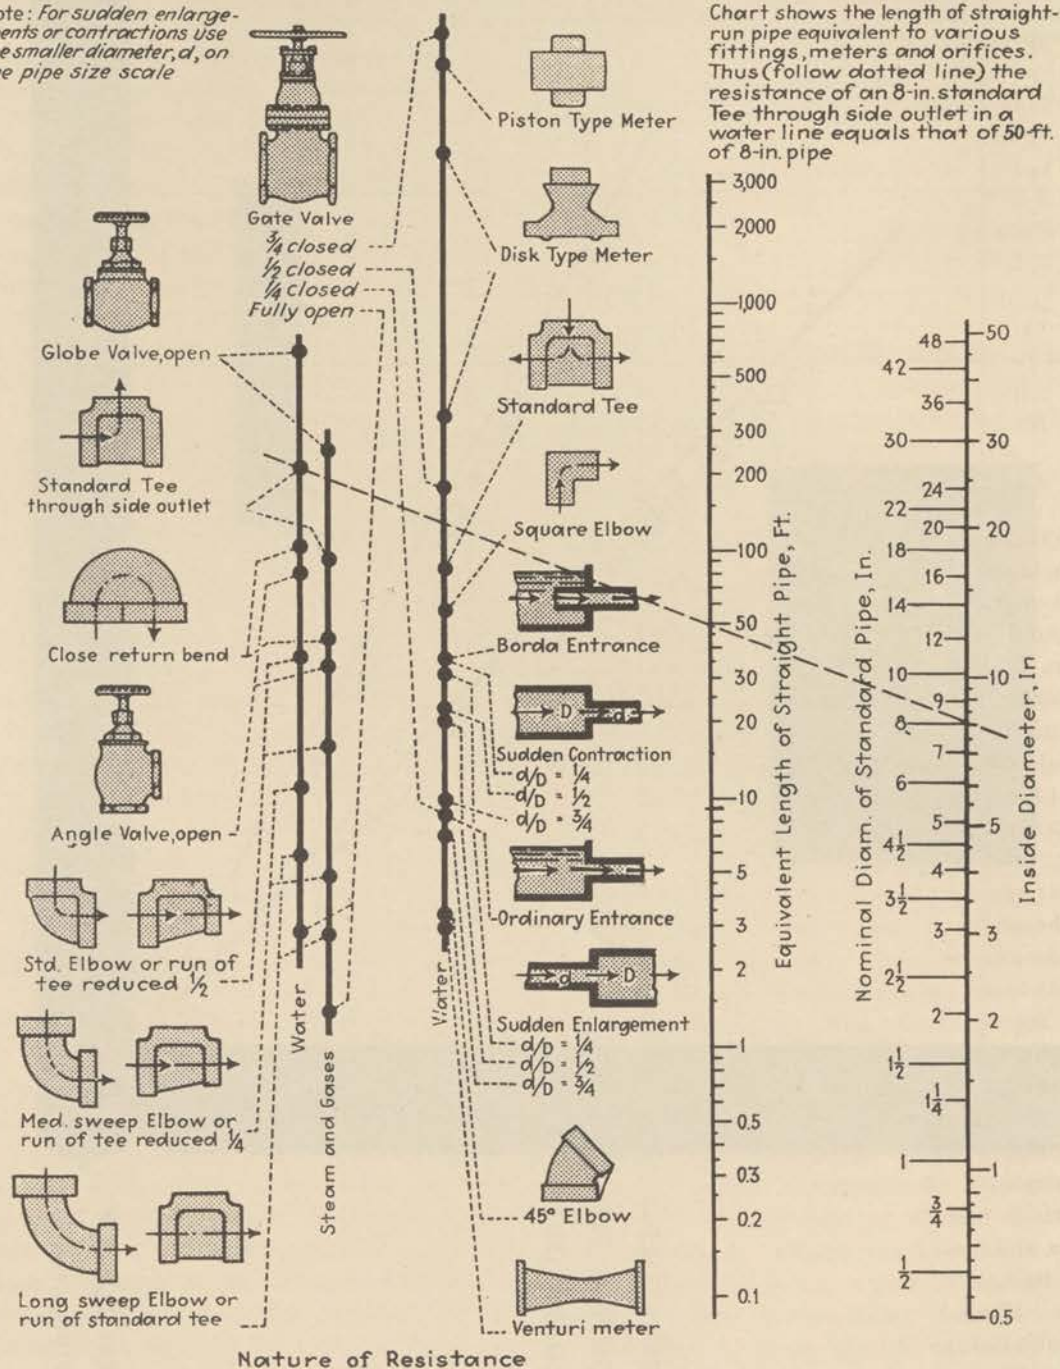 ote: For sudden enlarge-
ents or contractions use
e smaller diameter, d, on
e pipe size scale
Chart shows the length of straight-
run pipe equivalent to various
fittings, meters and orifices.
Thus (follow dotted line) the
resistance of an 8-in. standard
Tee through side outlet in a
water line equals that of 50-ft.
of 8-in. pipe
Gate Valve
3/4 closed
1/2 closed
1/4 closed
Fully open
Globe Valve, open
Standard Tee
through side outlet
Close return bend
Angle Valve, open
Std. Elbow or run of
tee reduced 1/2
Med. sweep Elbow or
run of tee reduced 1/4
Long sweep Elbow or
run of standard tee
Water
Steam and Gases
Water
Piston Type Meter
Disk Type Meter
Standard Tee
Square Elbow
Borda Entrance
D
d
Sudden Contraction
d/D = 1/4
d/D = 1/2
d/D = 3/4
Ordinary Entrance
d
D
Sudden Enlargement
d/D = 1/4
d/D = 1/2
d/D = 3/4
45° Elbow
Venturi meter
3,000
2,000
1,000
500
300
200
100
50
30
20
10
5
3
2
1
0.5
0.3
0.2
0.1
Equivalent Length of Straight Pipe, Ft.
Nominal Diam. of Standard Pipe, In.
48
42
36
30
24
22
20
18
16
14
12
10
9
8
7
6
5
4 1/2
4
3 1/2
3
2 1/2
2
1 1/2
1 1/4
1
3/4
1/2
50
30
20
10
5
3
2
1
0.5
Inside Diameter, In
Nature of Resistance